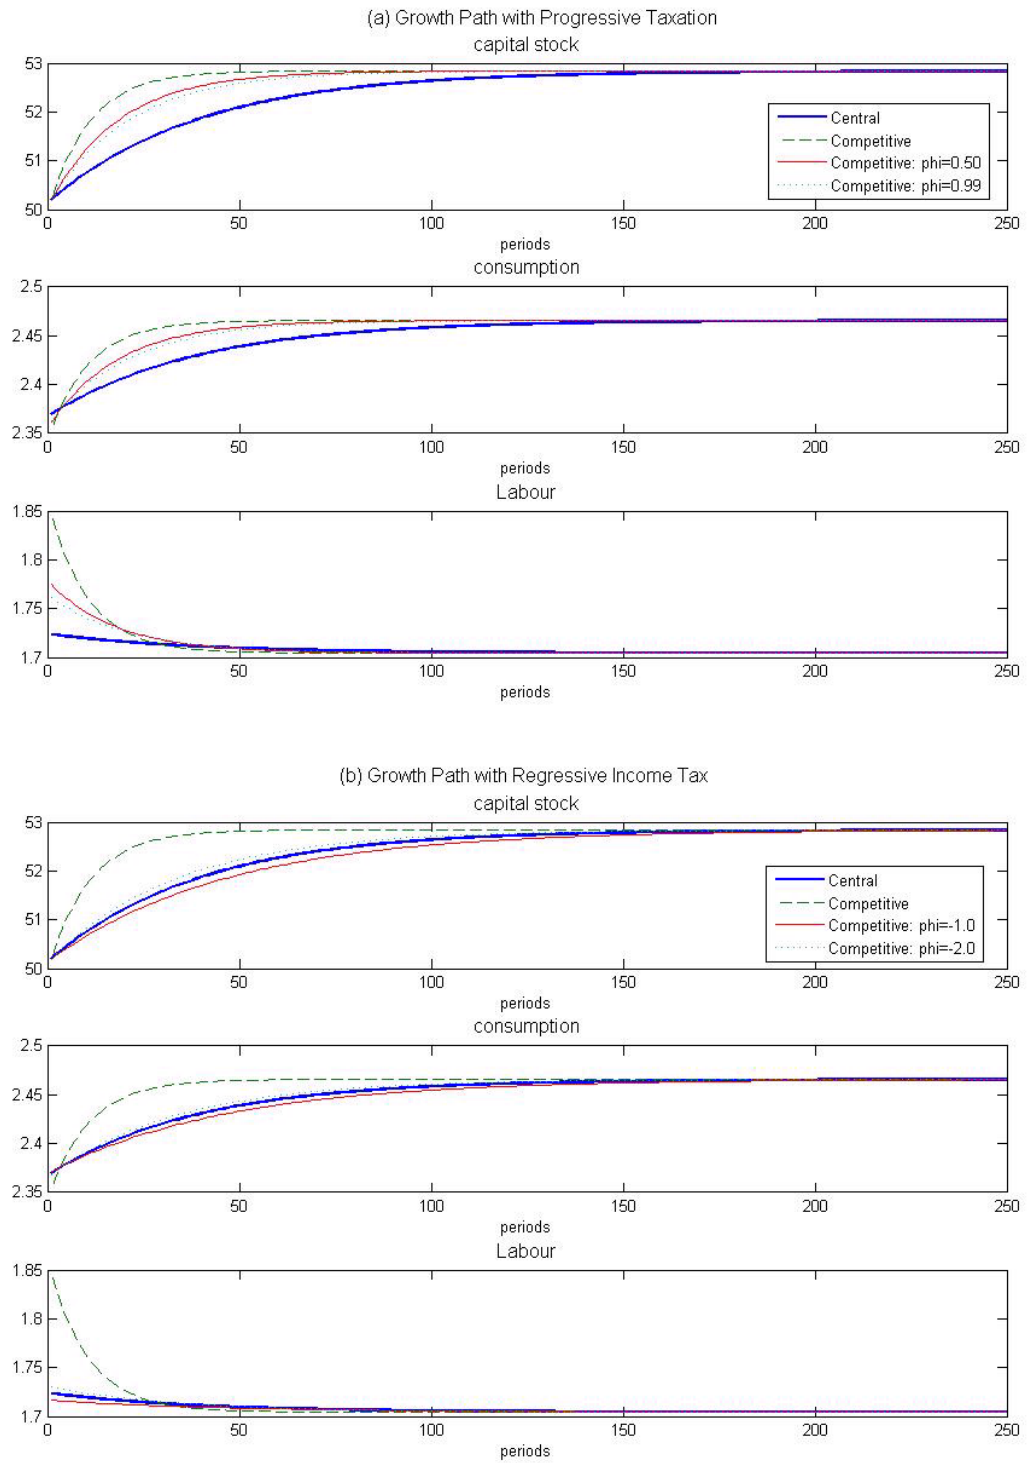 (a) Growth Path with Progressive Taxation
capital stock
53
52
51
50
0 50 100 150 200 250
periods
Central
Competitive
Competitive: phi=0.50
Competitive: phi=0.99
consumption
2.5
2.45
2.4
2.35
0 50 100 150 200 250
periods
Labour
1.85
1.8
1.75
1.7
0 50 100 150 200 250
periods
(b) Growth Path with Regressive Income Tax
capital stock
53
52
51
50
0 50 100 150 200 250
periods
Central
Competitive
Competitive: phi=-1.0
Competitive: phi=-2.0
consumption
2.5
2.45
2.4
2.35
0 50 100 150 200 250
periods
Labour
1.85
1.8
1.75
1.7
0 50 100 150 200 250
periods